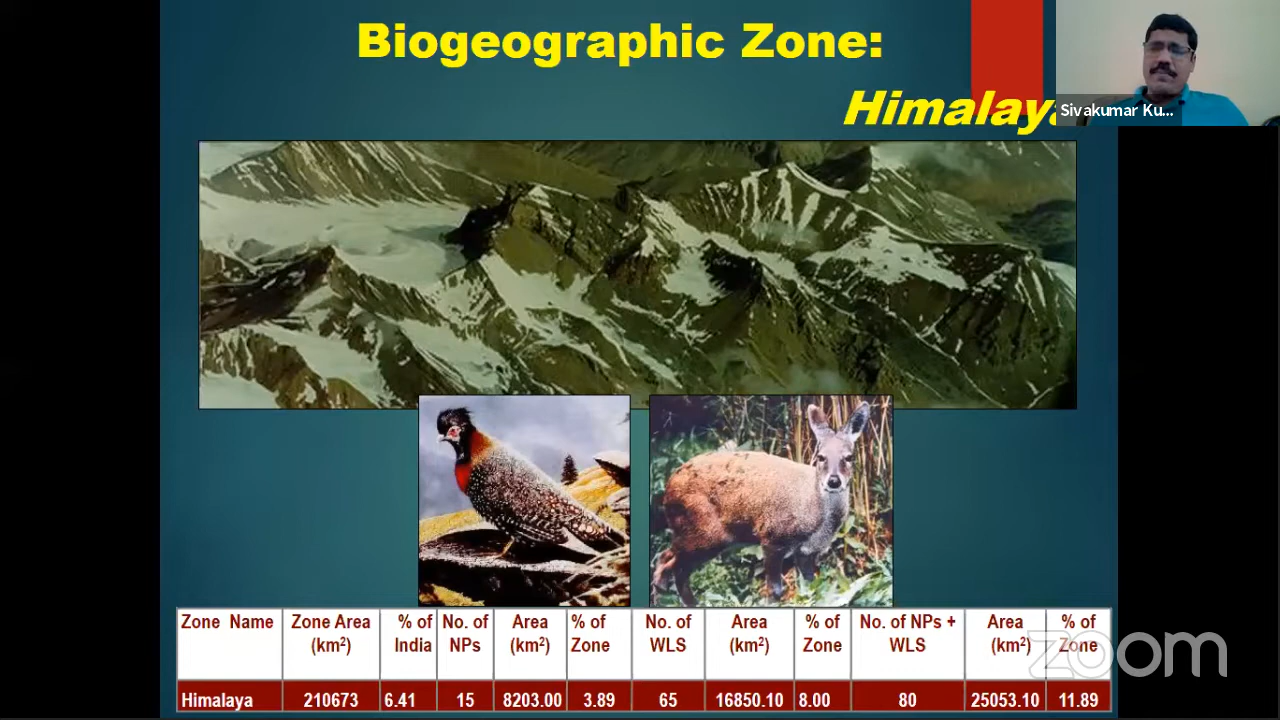 Biogeographic Zone:
Himalaya
Sivakumar Ku...
Zone Name | Zone Area (km²) | % of India | No. of NPs | Area (km²) | % of Zone | No. of WLS | Area (km²) | % of Zone | No. of NPs + WLS | Area (km²) | % of Zone
Himalaya | 210673 | 6.41 | 15 | 8203.00 | 3.89 | 65 | 16850.10 | 8.00 | 80 | 25053.10 | 11.89
zoom